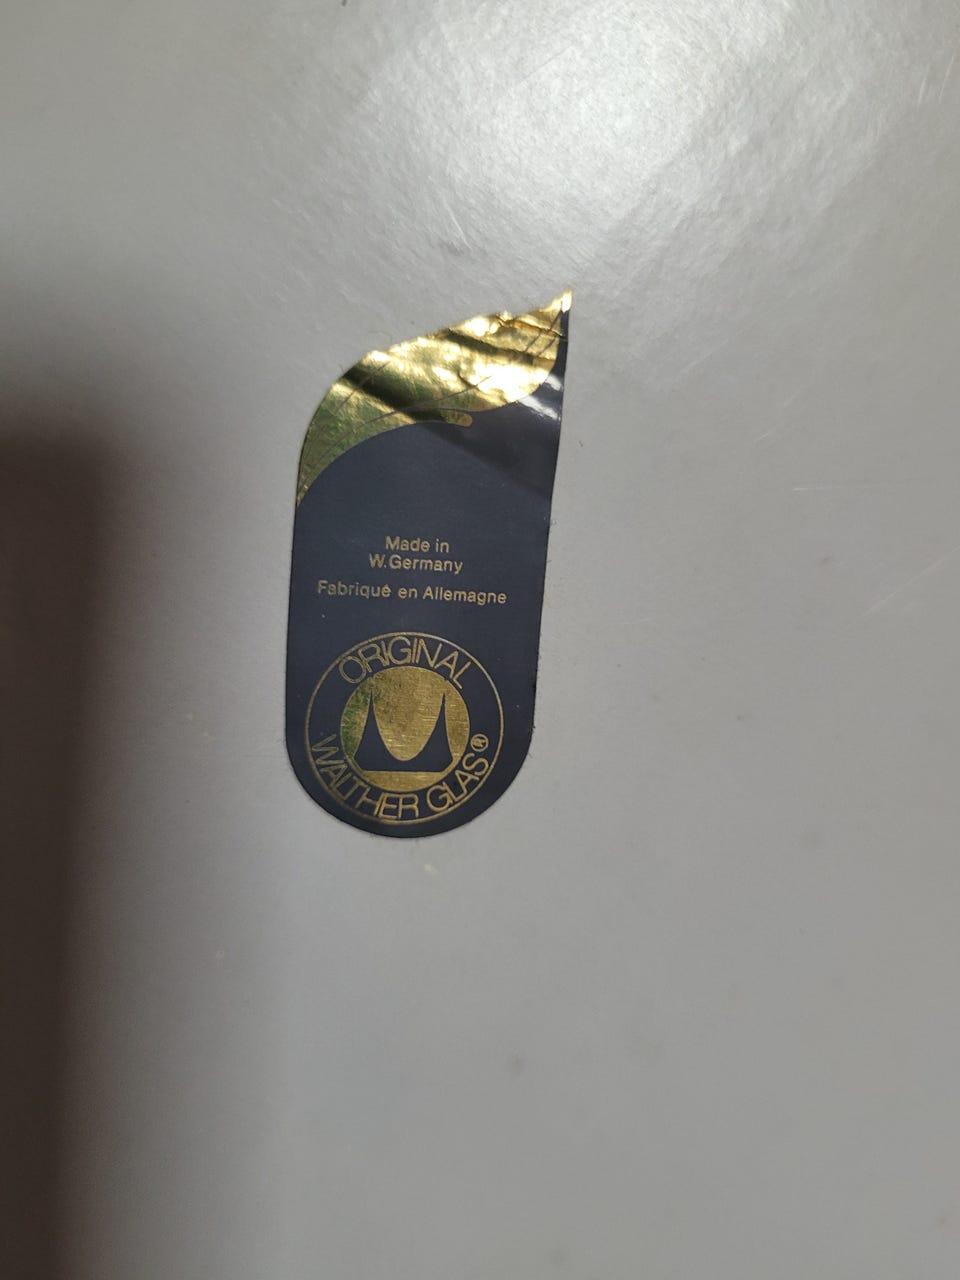 Made in
W.Germany
Fabriqué en Allemagne
ORIGINAL
WALTHER GLAS®